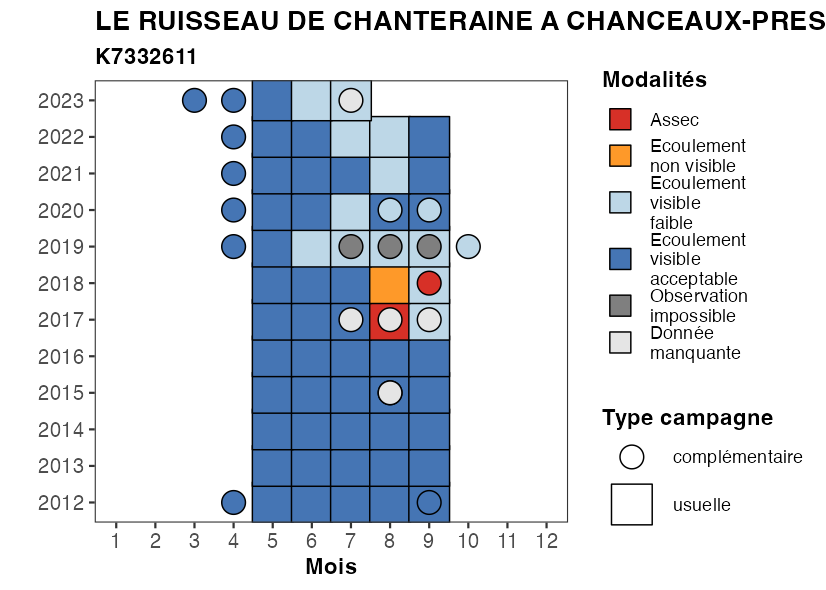 LE RUISSEAU DE CHANTERAINE A CHANCEAUX-PRES
K7332611
2023
2022
2021
2020
2019
2018
2017
2016
2015
2014
2013
2012
1 2 3 4 5 6 7 8 9 10 11 12
Mois
Modalités
Assec
Ecoulement
non visible
Ecoulement
visible
faible
Ecoulement
visible
acceptable
Observation
impossible
Donnée
manquante
Type campagne
complémentaire
usuelle